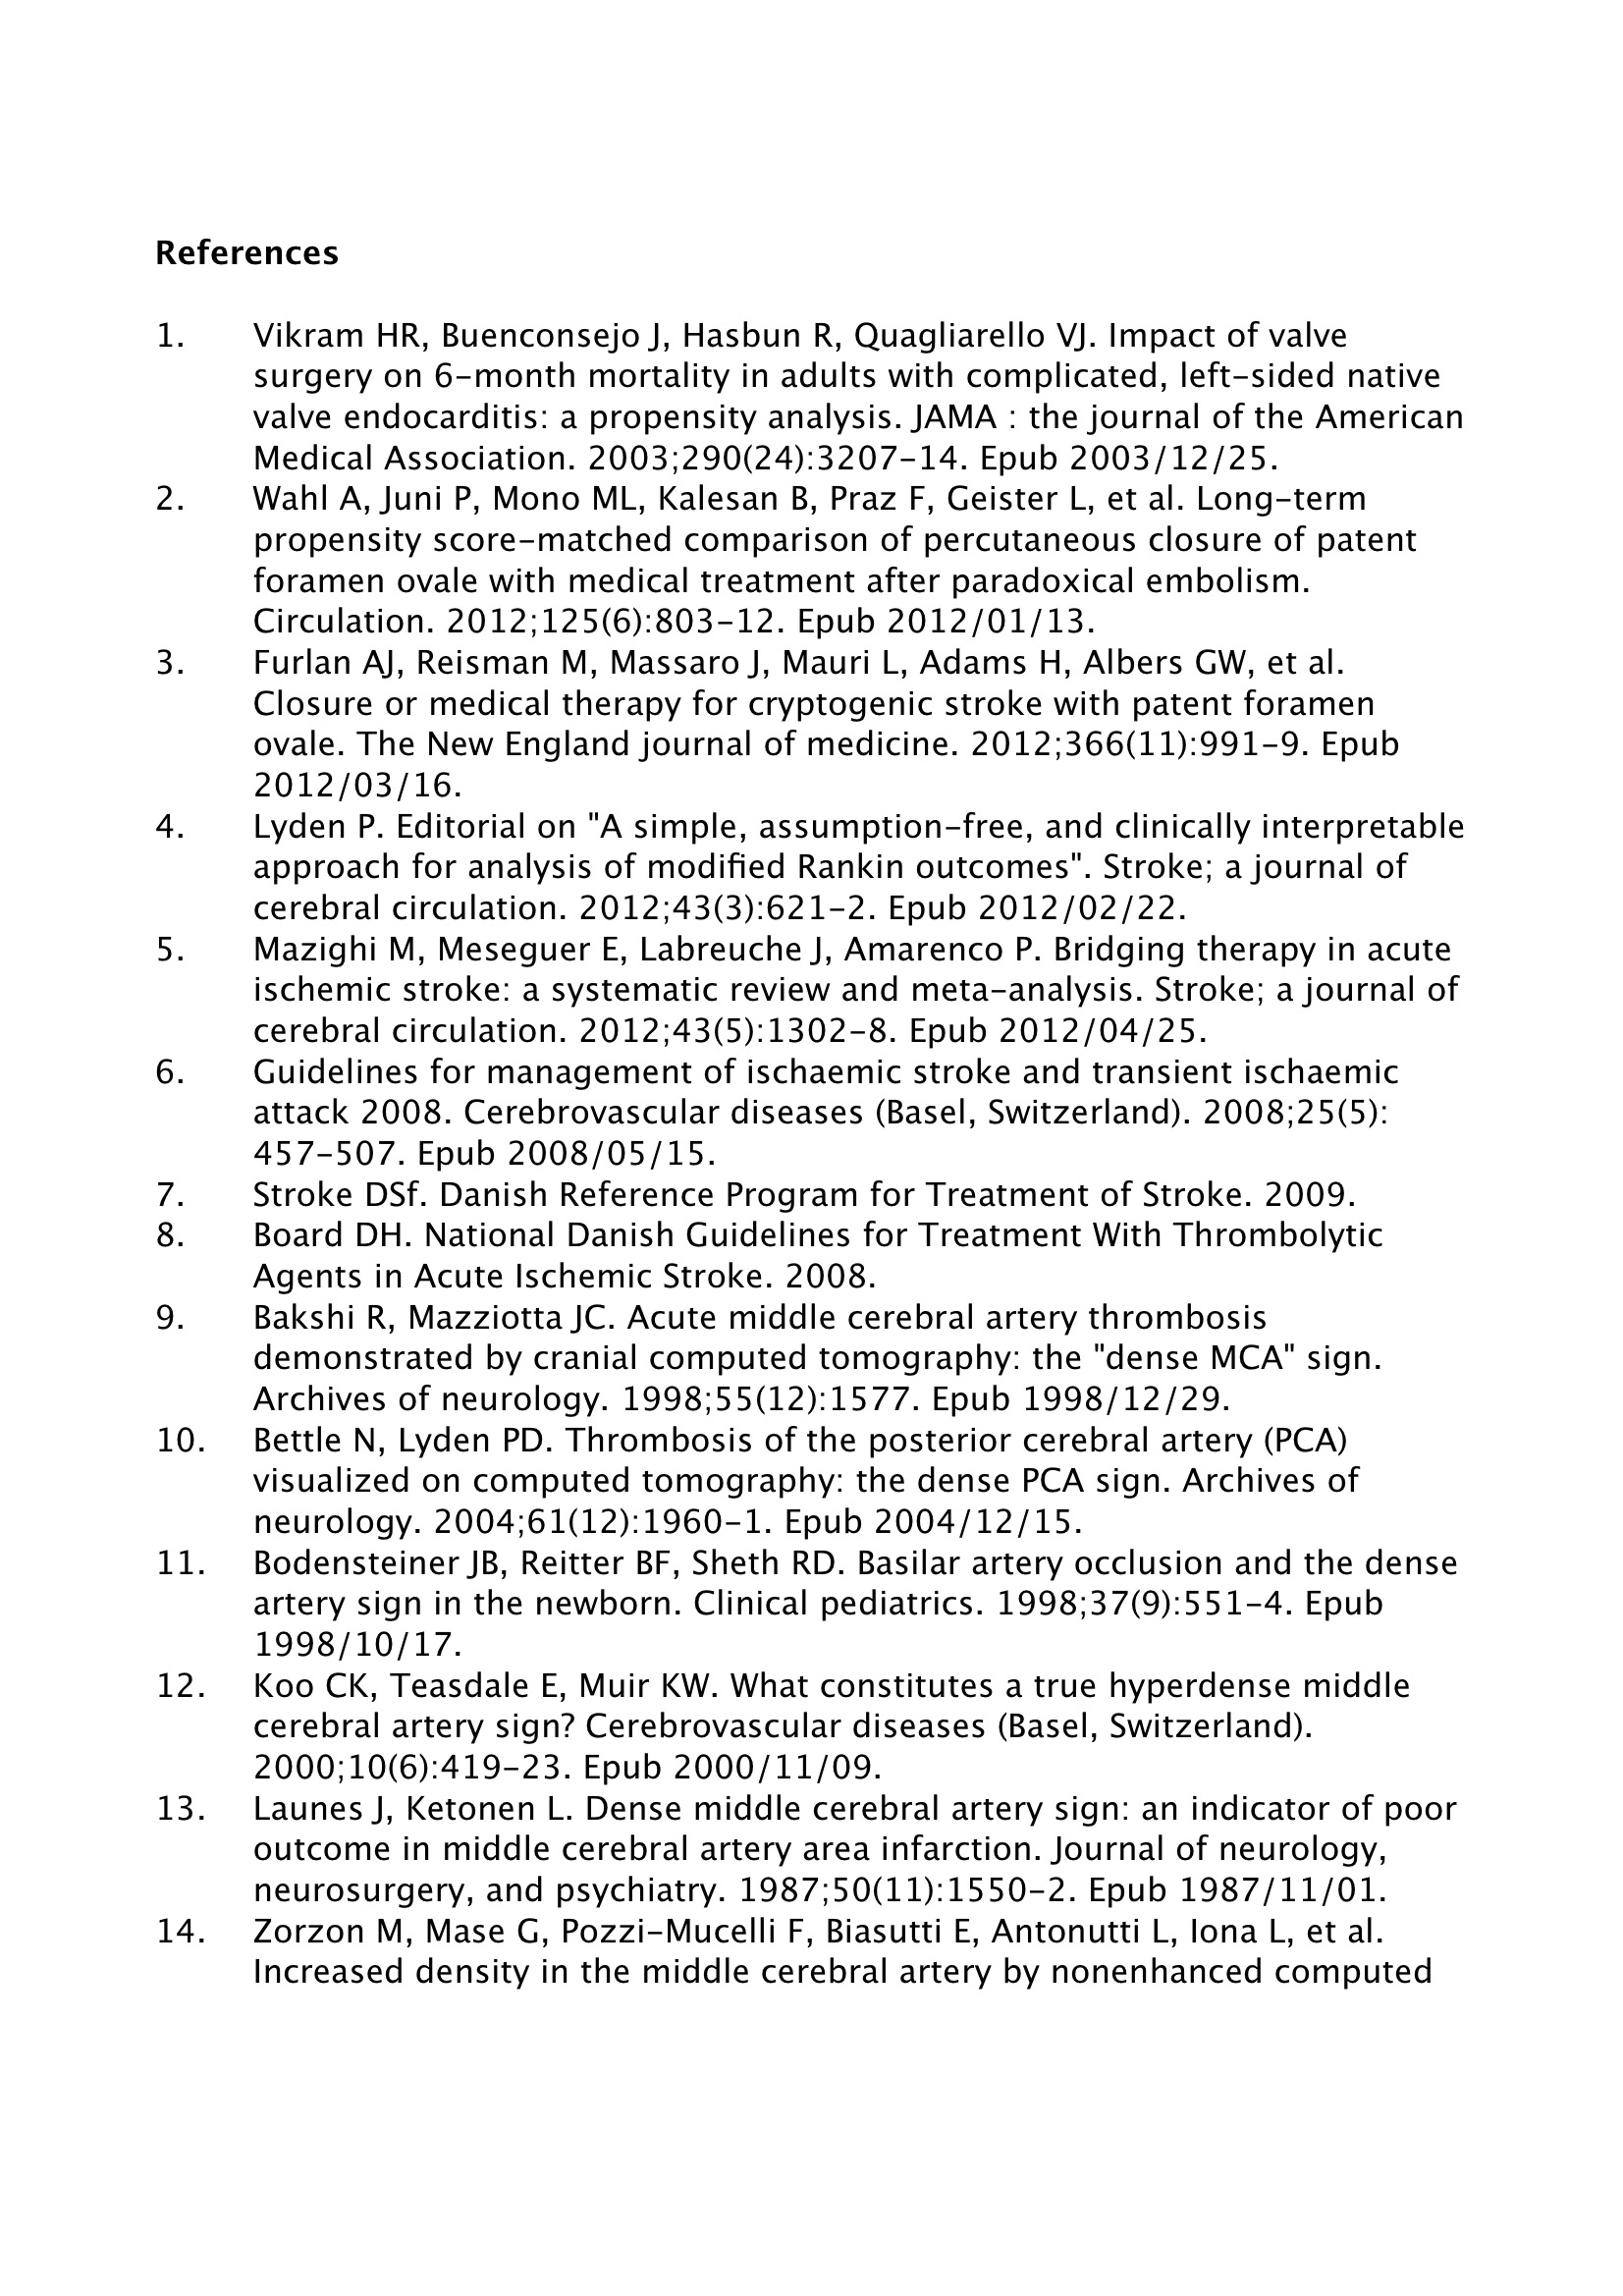 References
1. Vikram HR, Buenconsejo J, Hasbun R, Quagliarello VJ. Impact of valve
surgery on 6-month mortality in adults with complicated, left-sided native
valve endocarditis: a propensity analysis. JAMA : the journal of the American
Medical Association. 2003;290(24):3207-14. Epub 2003/12/25.
2. Wahl A, Juni P, Mono ML, Kalesan B, Praz F, Geister L, et al. Long-term
propensity score-matched comparison of percutaneous closure of patent
foramen ovale with medical treatment after paradoxical embolism.
Circulation. 2012;125(6):803-12. Epub 2012/01/13.
3. Furlan AJ, Reisman M, Massaro J, Mauri L, Adams H, Albers GW, et al.
Closure or medical therapy for cryptogenic stroke with patent foramen
ovale. The New England journal of medicine. 2012;366(11):991-9. Epub
2012/03/16.
4. Lyden P. Editorial on "A simple, assumption-free, and clinically interpretable
approach for analysis of modified Rankin outcomes". Stroke; a journal of
cerebral circulation. 2012;43(3):621-2. Epub 2012/02/22.
5. Mazighi M, Meseguer E, Labreuche J, Amarenco P. Bridging therapy in acute
ischemic stroke: a systematic review and meta-analysis. Stroke; a journal of
cerebral circulation. 2012;43(5):1302-8. Epub 2012/04/25.
6. Guidelines for management of ischaemic stroke and transient ischaemic
attack 2008. Cerebrovascular diseases (Basel, Switzerland). 2008;25(5):
457-507. Epub 2008/05/15.
7. Stroke DSf. Danish Reference Program for Treatment of Stroke. 2009.
8. Board DH. National Danish Guidelines for Treatment With Thrombolytic
Agents in Acute Ischemic Stroke. 2008.
9. Bakshi R, Mazziotta JC. Acute middle cerebral artery thrombosis
demonstrated by cranial computed tomography: the "dense MCA" sign.
Archives of neurology. 1998;55(12):1577. Epub 1998/12/29.
10. Bettle N, Lyden PD. Thrombosis of the posterior cerebral artery (PCA)
visualized on computed tomography: the dense PCA sign. Archives of
neurology. 2004;61(12):1960-1. Epub 2004/12/15.
11. Bodensteiner JB, Reitter BF, Sheth RD. Basilar artery occlusion and the dense
artery sign in the newborn. Clinical pediatrics. 1998;37(9):551-4. Epub
1998/10/17.
12. Koo CK, Teasdale E, Muir KW. What constitutes a true hyperdense middle
cerebral artery sign? Cerebrovascular diseases (Basel, Switzerland).
2000;10(6):419-23. Epub 2000/11/09.
13. Launes J, Ketonen L. Dense middle cerebral artery sign: an indicator of poor
outcome in middle cerebral artery area infarction. Journal of neurology,
neurosurgery, and psychiatry. 1987;50(11):1550-2. Epub 1987/11/01.
14. Zorzon M, Mase G, Pozzi-Mucelli F, Biasutti E, Antonutti L, Iona L, et al.
Increased density in the middle cerebral artery by nonenhanced computed